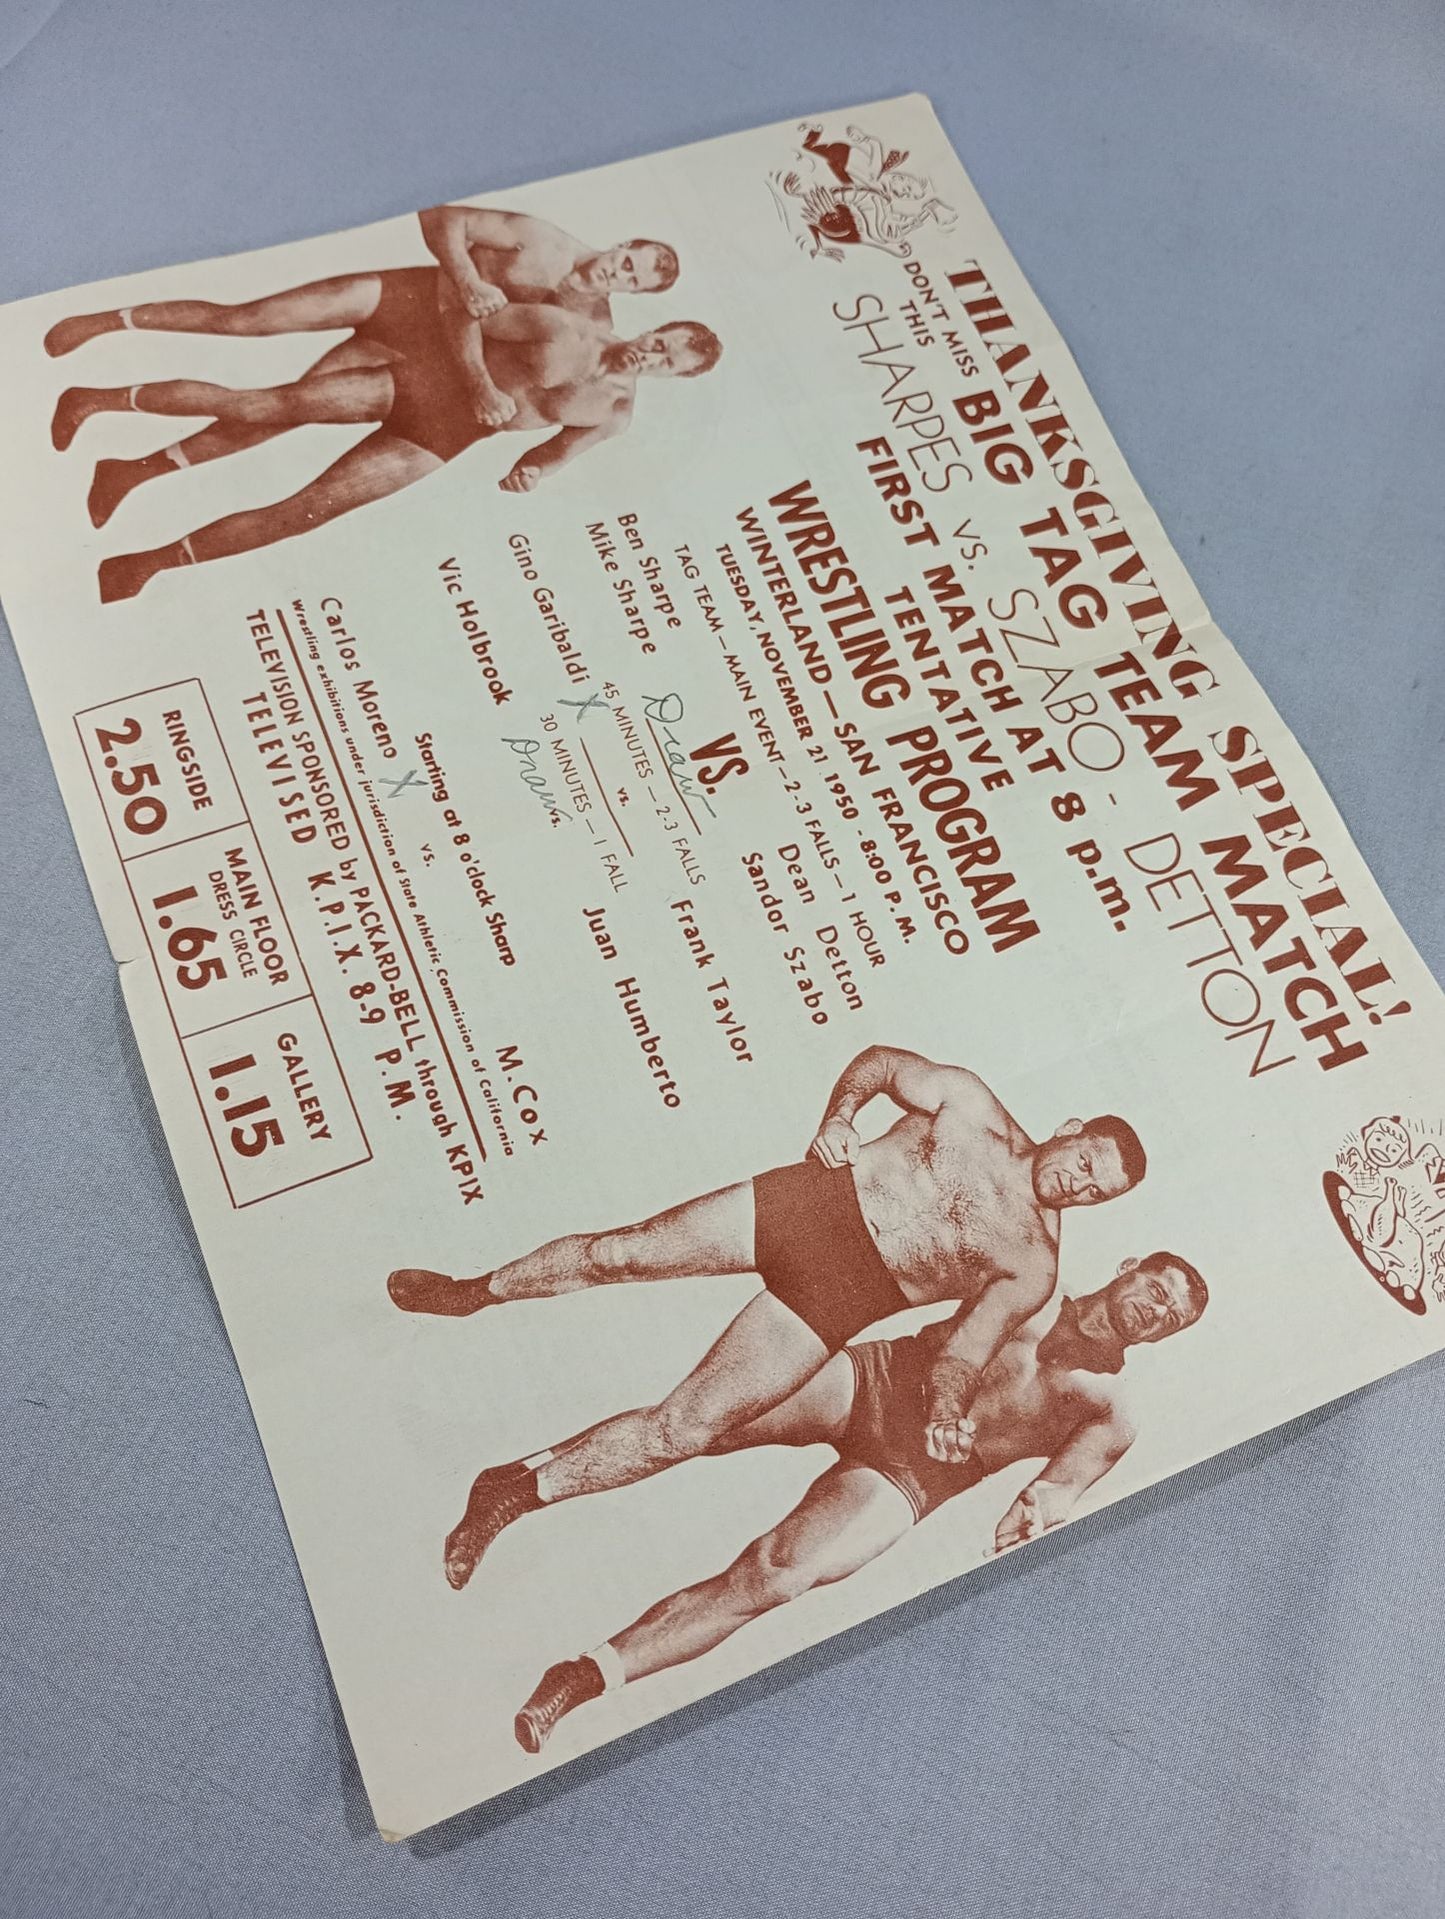 THANKSGIVING SPECIAL!
DON'T MISS THIS BIG TAG TEAM MATCH
SHARPES vs. SZABO - DETTON
FIRST MATCH AT 8 p.m.
TENTATIVE
WRESTLING PROGRAM
WINTERLAND — SAN FRANCISCO
TUESDAY, NOVEMBER 21 1950 - 8:00 P.M.
TAG TEAM — MAIN EVENT — 2-3 FALLS — 1 HOUR
Ben Sharpe
Mike Sharpe
VS.
Dean Detton
Sandor Szabo
Draw
45 MINUTES — 2-3 FALLS
Gino Garibaldi X vs. Frank Taylor
30 MINUTES — 1 FALL
Vic Holbrook Draw vs. Juan Humberto
Starting at 8 o'clock Sharp
Carlos Moreno X vs. M. Cox
Wrestling exhibitions under jurisdiction of State Athletic Commission of California
TELEVISION SPONSORED by PACKARD-BELL through KPIX
TELEVISED K.P.I.X. 8-9 P.M.
RINGSIDE
2.50
MAIN FLOOR
DRESS CIRCLE
1.65
GALLERY
1.15